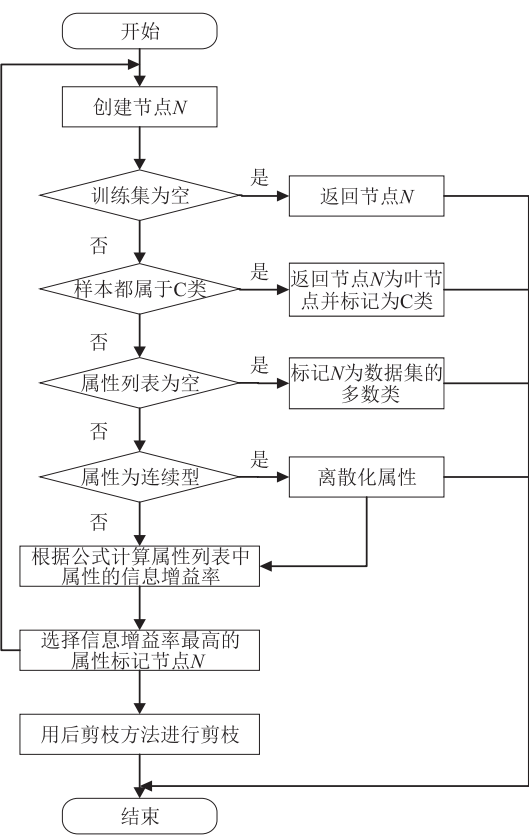 开始
创建节点N
训练集为空
是
返回节点N
否
样本都属于C类
是
返回节点N为叶节
点并标记为C类
否
属性列表为空
是
标记N为数据集的
多数类
否
属性为连续型
是
离散化属性
否
根据公式计算属性列表中
属性的信息增益率
选择信息增益率最高的
属性标记节点N
用后剪枝方法进行剪枝
结束